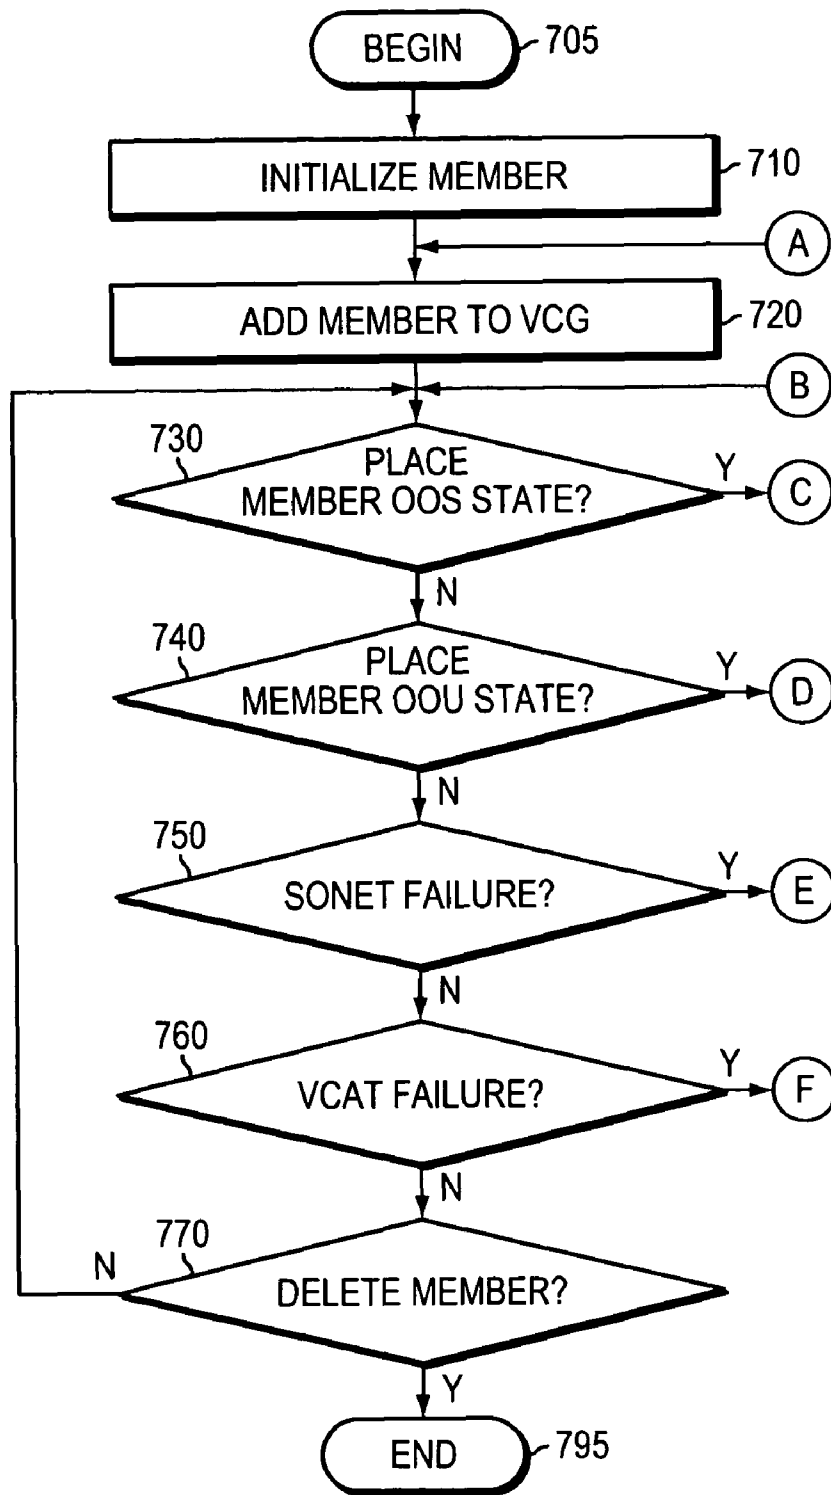 BEGIN
705
INITIALIZE MEMBER
710
A
ADD MEMBER TO VCG
720
B
730
PLACE
MEMBER OOS STATE?
Y
C
N
740
PLACE
MEMBER OOU STATE?
Y
D
N
750
SONET FAILURE?
Y
E
N
760
VCAT FAILURE?
Y
F
N
770
N
DELETE MEMBER?
Y
END
795